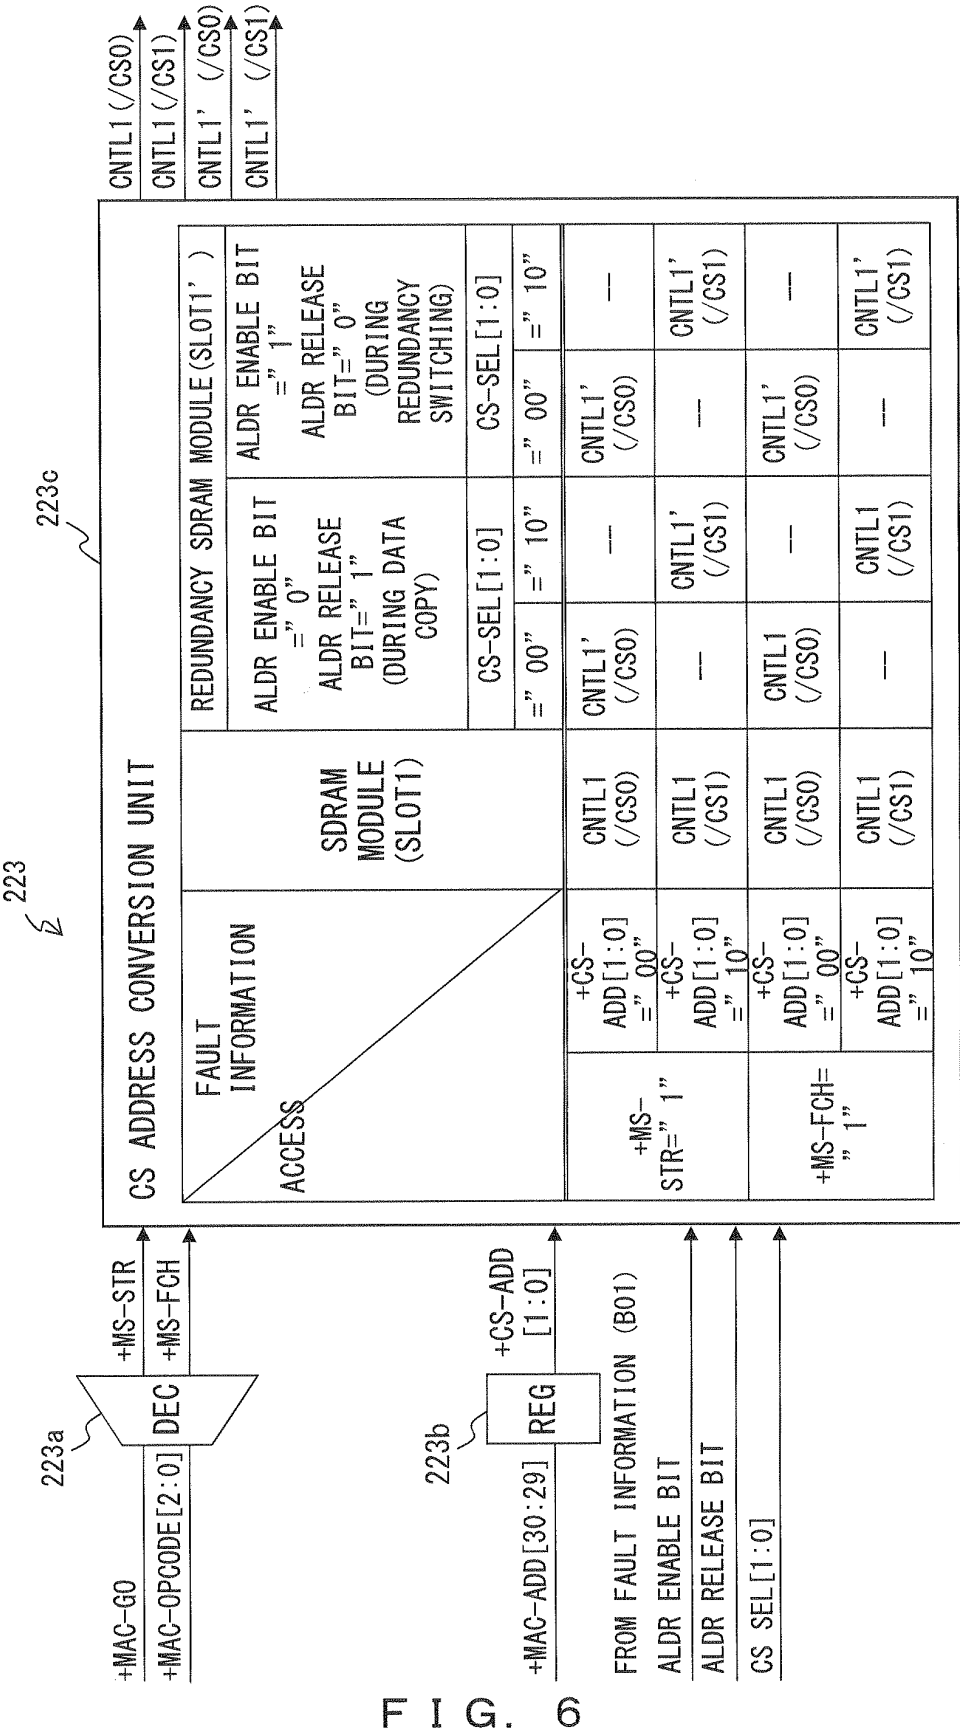 223
223a
+MAC-GO
+MAC-OPCODE[2:0]
DEC
+MS-STR
+MS-FCH
223b
+MAC-ADD[30:29]
REG
+CS-ADD
[1:0]
FROM FAULT INFORMATION (B01)
ALDR ENABLE BIT
ALDR RELEASE BIT
CS SEL[1:0]
223c
CS ADDRESS CONVERSION UNIT
FAULT
INFORMATION
ACCESS
SDRAM
MODULE
(SLOT1)
REDUNDANCY SDRAM MODULE(SLOT1')
ALDR ENABLE BIT
="0"
ALDR RELEASE
BIT="1"
(DURING DATA
COPY)
ALDR ENABLE BIT
="1"
ALDR RELEASE
BIT="0"
(DURING
REDUNDANCY
SWITCHING)
CS-SEL[1:0]
CS-SEL[1:0]
="00"
="10"
="00"
="10"
+MS-
STR="1"
+CS-
ADD[1:0]
="00"
CNTL1
(/CS0)
CNTL1'
(/CS0)
--
CNTL1'
(/CS0)
--
+CS-
ADD[1:0]
="10"
CNTL1
(/CS1)
--
CNTL1'
(/CS1)
--
CNTL1'
(/CS1)
+MS-FCH=
"1"
+CS-
ADD[1:0]
="00"
CNTL1
(/CS0)
CNTL1
(/CS0)
--
CNTL1'
(/CS0)
--
+CS-
ADD[1:0]
="10"
CNTL1
(/CS1)
--
CNTL1
(/CS1)
--
CNTL1'
(/CS1)
CNTL1(/CS0)
CNTL1(/CS1)
CNTL1' (/CS0)
CNTL1' (/CS1)
FIG. 6